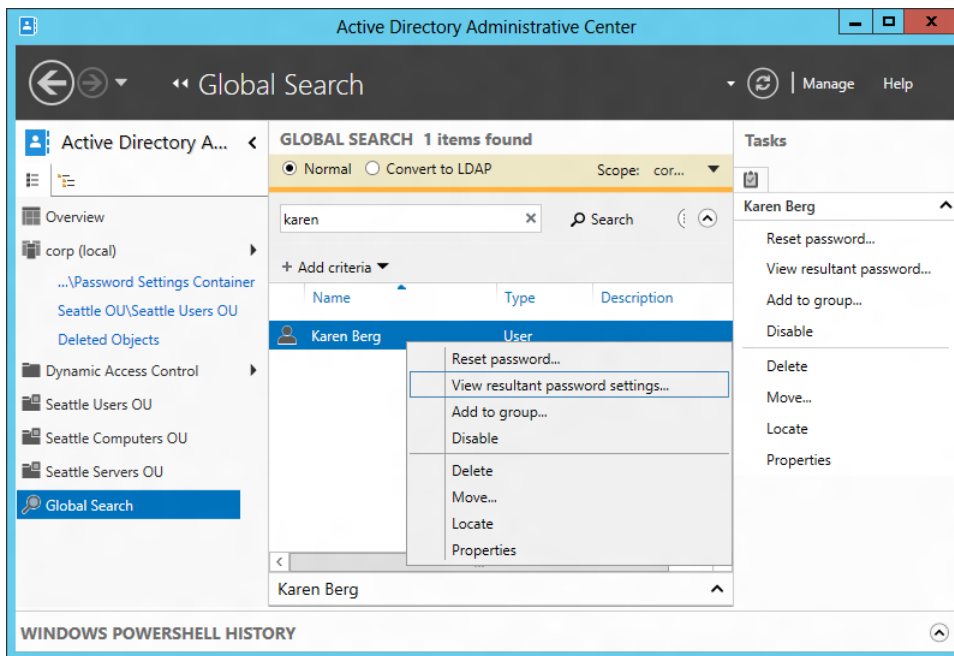 Active Directory Administrative Center
Global Search
Manage
Help
Active Directory A...
Overview
corp (local)
...\Password Settings Container
Seattle OU\Seattle Users OU
Deleted Objects
Dynamic Access Control
Seattle Users OU
Seattle Computers OU
Seattle Servers OU
Global Search
GLOBAL SEARCH 1 items found
Normal
Convert to LDAP
Scope: cor...
karen
Search
Add criteria
Name Type Description
Karen Berg User
Reset password...
View resultant password settings...
Add to group...
Disable
Delete
Move...
Locate
Properties
Karen Berg
Tasks
Karen Berg
Reset password...
View resultant password...
Add to group...
Disable
Delete
Move...
Locate
Properties
WINDOWS POWERSHELL HISTORY